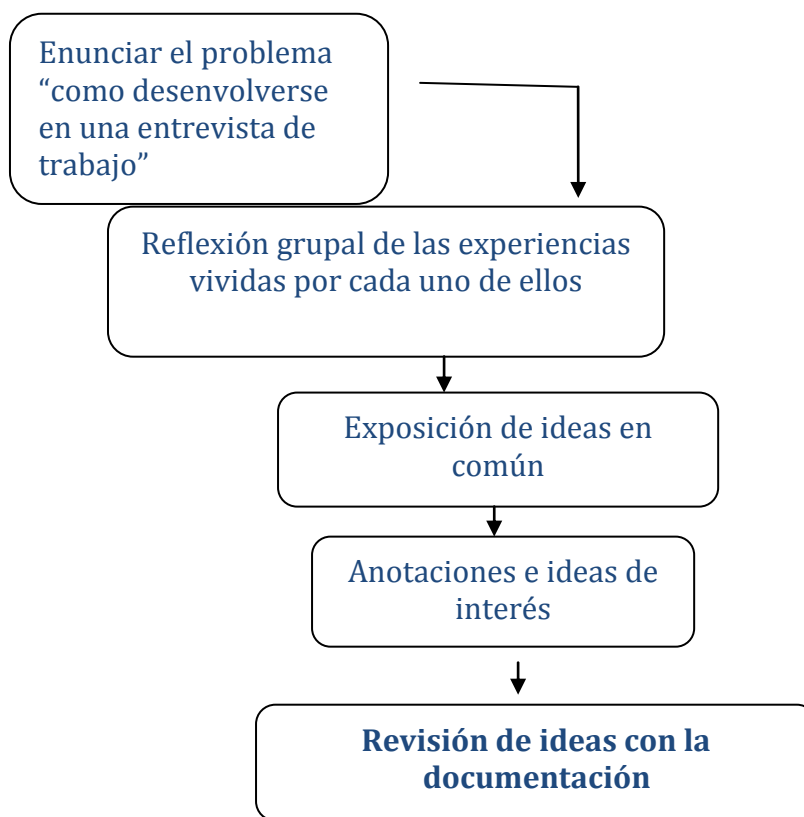 Enunciar el problema
“como desenvolverse
en una entrevista de
trabajo”
Reflexión grupal de las experiencias
vividas por cada uno de ellos
Exposición de ideas en
común
Anotaciones e ideas de
interés
Revisión de ideas con la
documentación